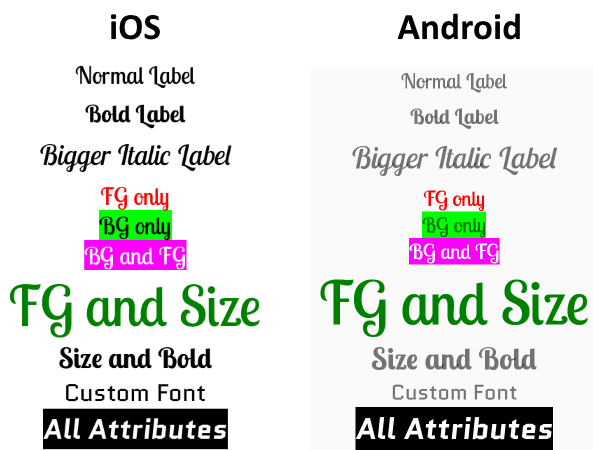 iOS
Normal Label
Bold Label
Bigger Italic Label
FG only
BG only
BG and FG
FG and Size
Size and Bold
Custom Font
All Attributes
Android
Normal Label
Bold Label
Bigger Italic Label
FG only
BG only
BG and FG
FG and Size
Size and Bold
Custom Font
All Attributes